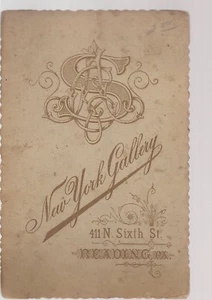 New York Gallery
411 N. Sixth St.
READING, PA.